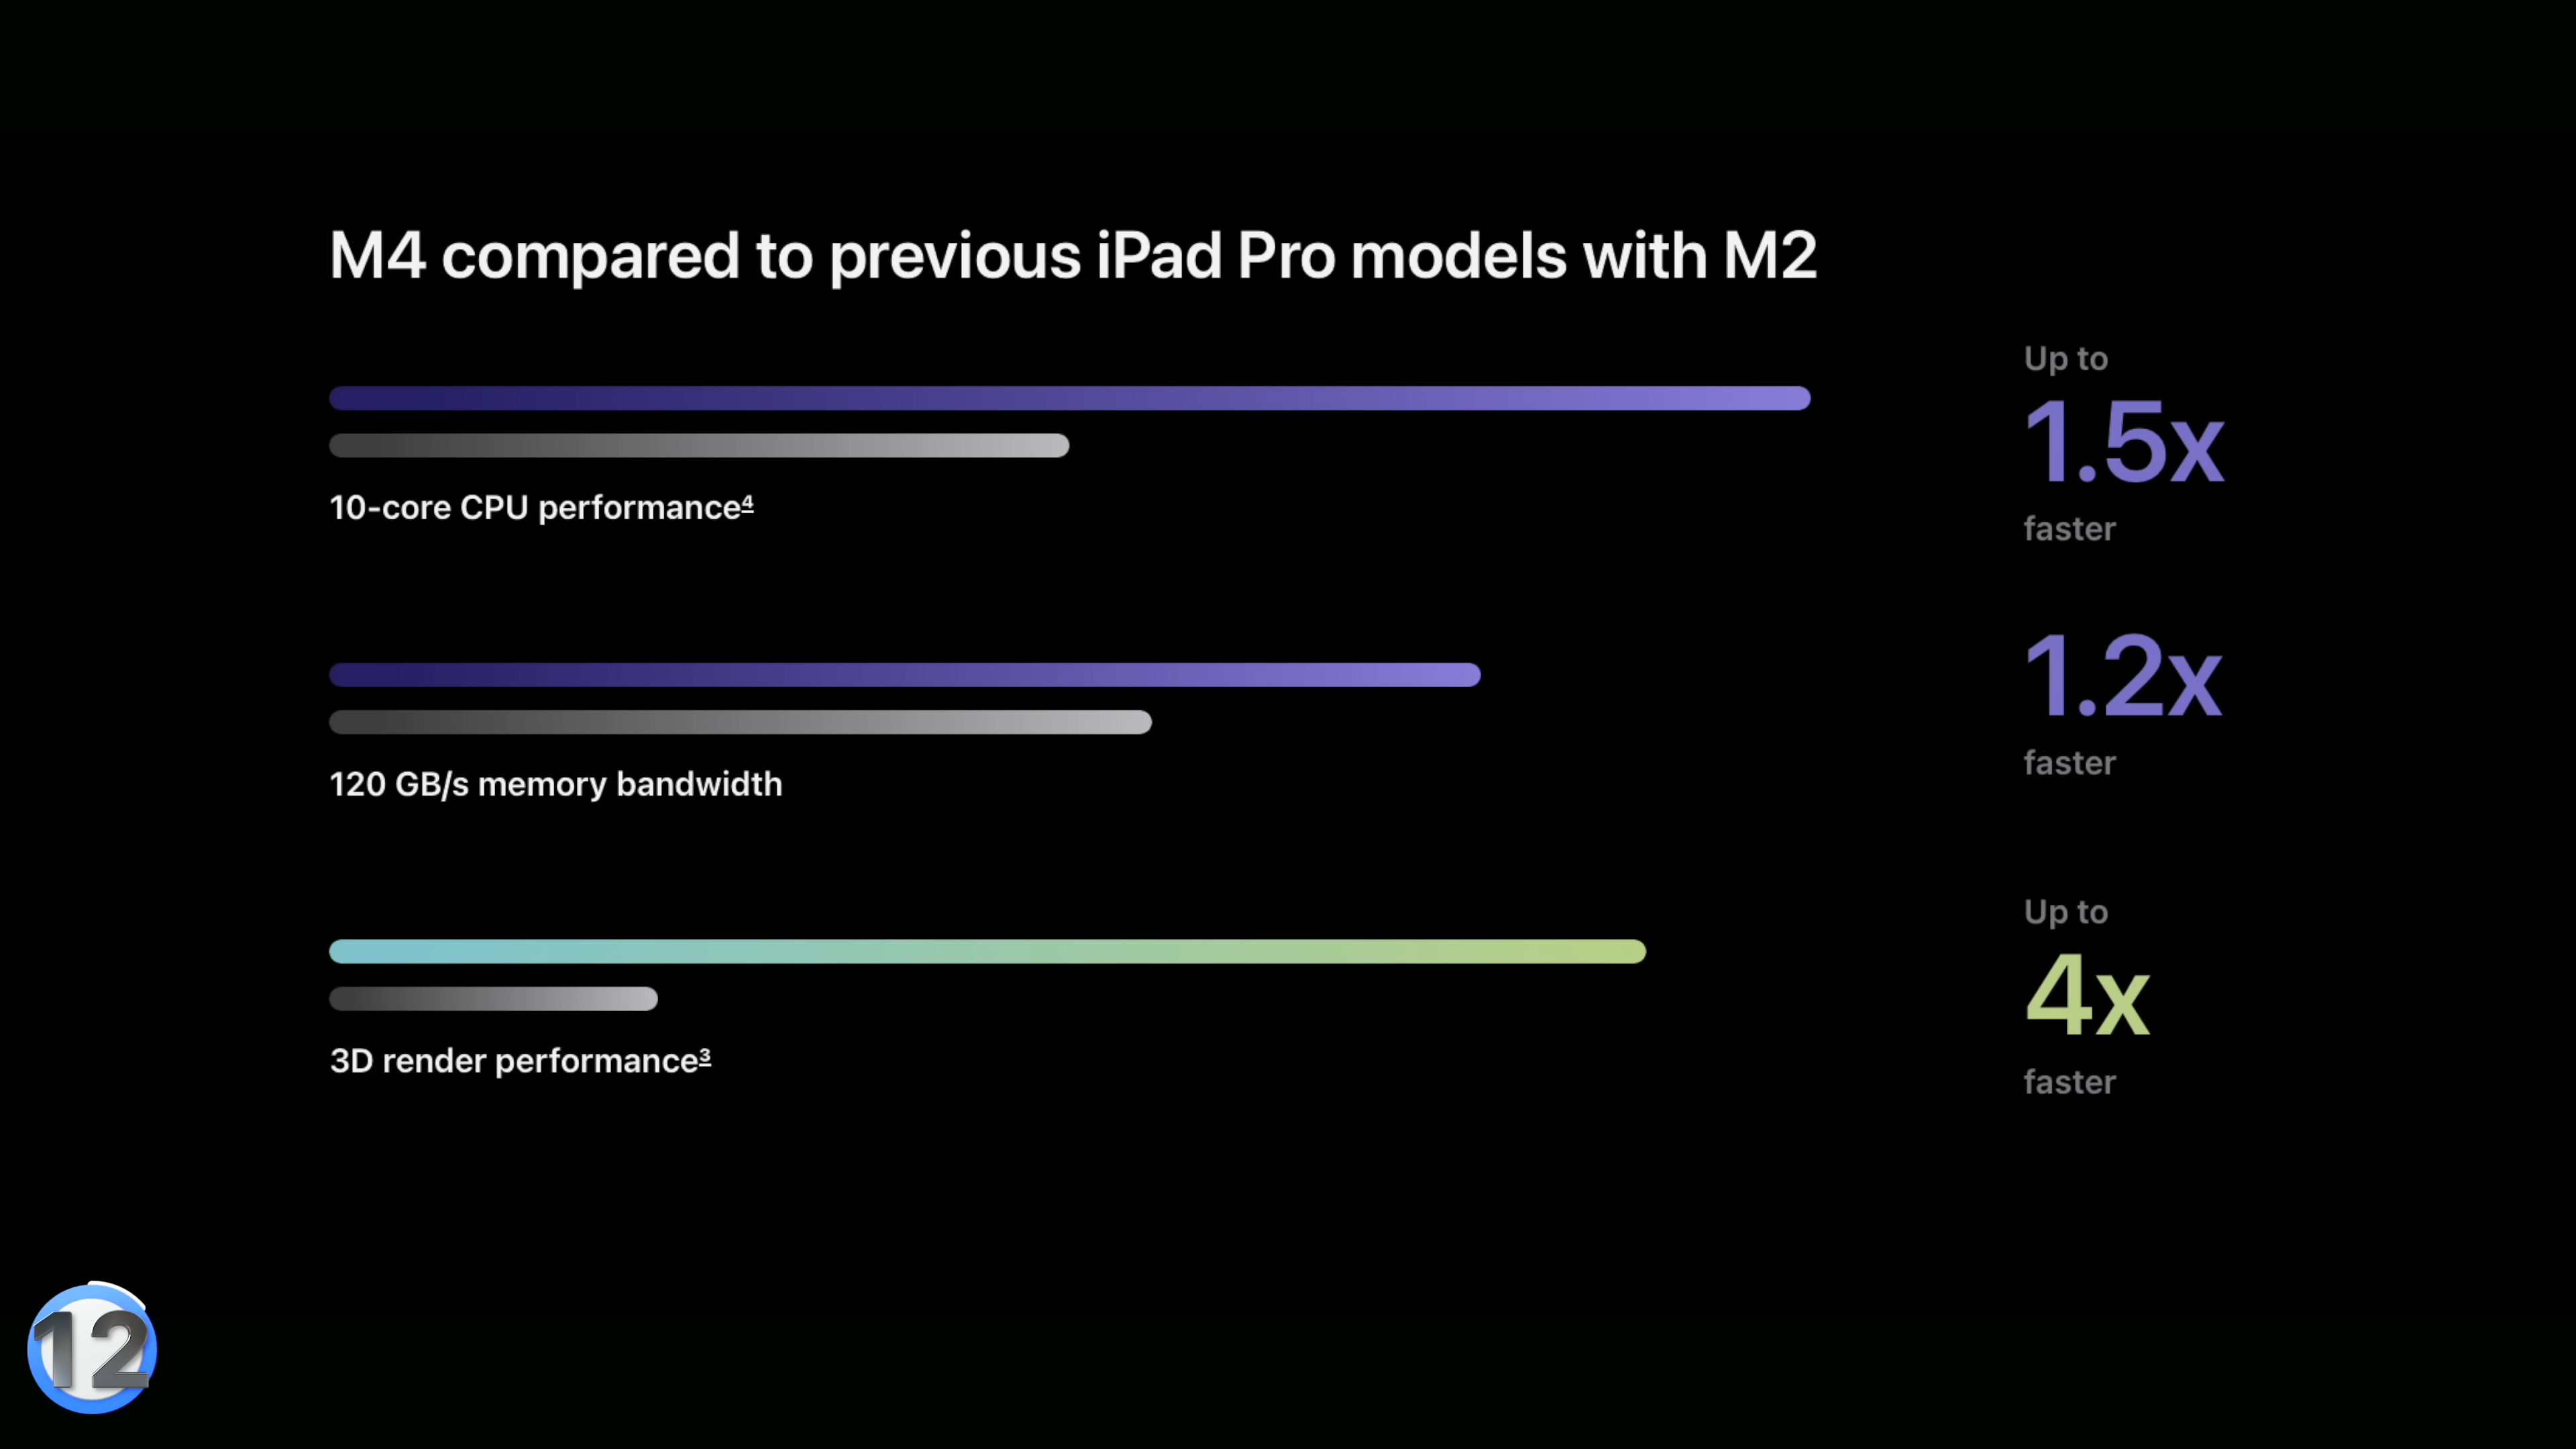 M4 compared to previous iPad Pro models with M2
Up to
1.5x
faster
10-core CPU performance⁴
1.2x
faster
120 GB/s memory bandwidth
Up to
4x
faster
3D render performance³
12